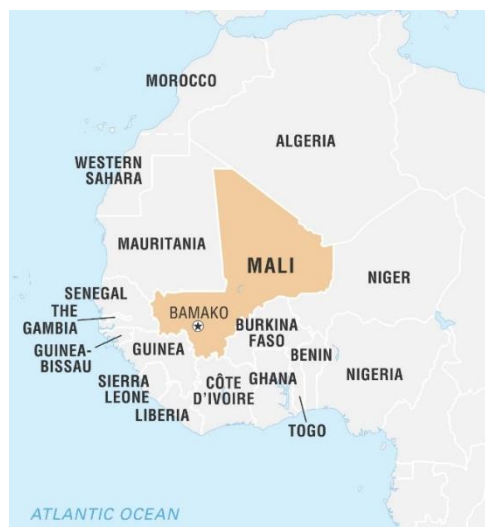 MOROCCO
ALGERIA
WESTERN
SAHARA
MAURITANIA
MALI
NIGER
SENEGAL
THE
GAMBIA
GUINEA-
BISSAU
BAMAKO
GUINEA
BURKINA
FASO
BENIN
NIGERIA
SIERRA
LEONE
LIBERIA
CÔTE
D'IVOIRE
GHANA
TOGO
ATLANTIC OCEAN